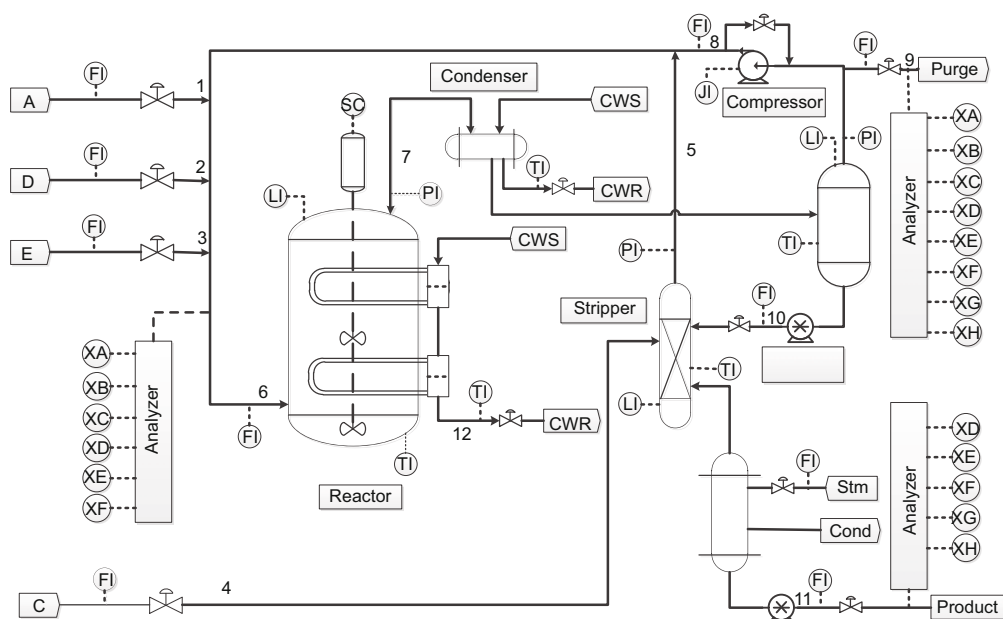 FI
8
FI
9
Purge
Condenser
CWS
JI
Compressor
A
FI
1
SC
7
TI
CWR
5
LI
PI
XA
XB
XC
XD
XE
XF
XG
XH
Analyzer
D
FI
2
LI
PI
E
FI
3
CWS
PI
TI
Stripper
FI
10
XA
XB
XC
XD
XE
XF
Analyzer
6
FI
TI
12
CWR
TI
Reactor
LI
TI
XD
XE
XF
XG
XH
Analyzer
FI
Stm
Cond
C
FI
4
FI
11
Product